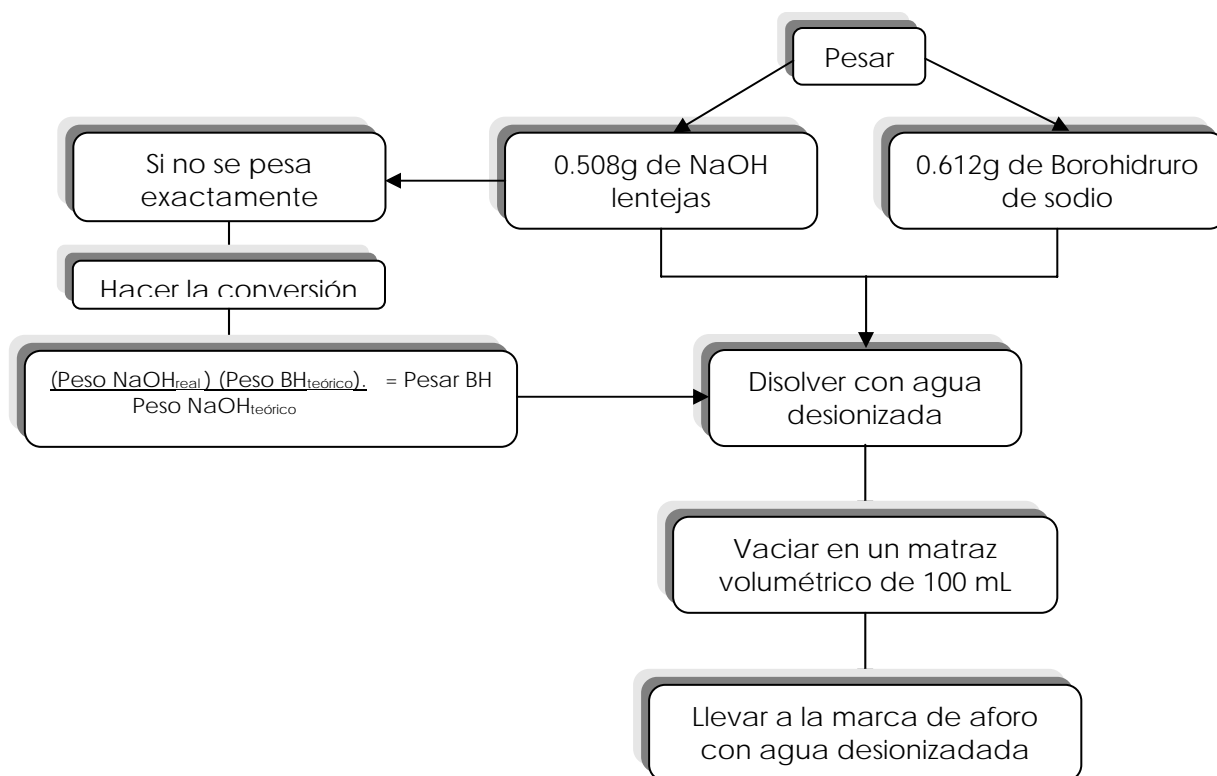 Pesar
Si no se pesa
exactamente
0.508g de NaOH
lentejas
0.612g de Borohidruro
de sodio
Hacer la conversión
(Peso NaOHreal) (Peso BHteórico). = Pesar BH
Peso NaOHteórico
Disolver con agua
desionizada
Vaciar en un matraz
volumétrico de 100 mL
Llevar a la marca de aforo
con agua desionizadada